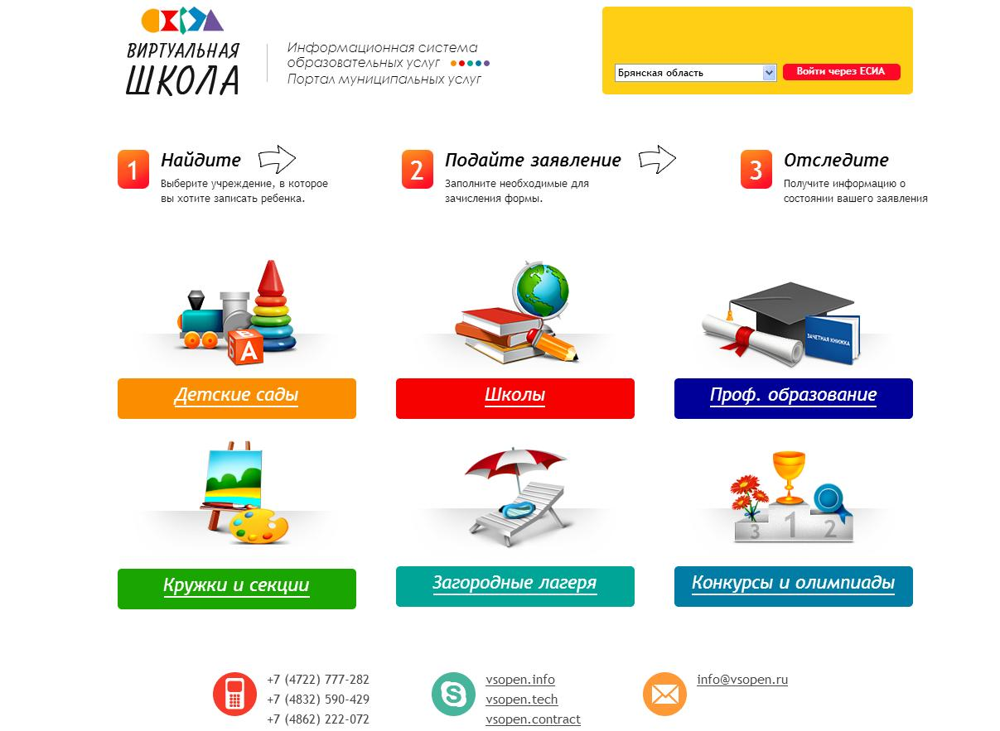 ВИРТУАЛЬНАЯ
ШКОЛА
Информационная система
образовательных услуг
Портал муниципальных услуг
Брянская область
Войти через ЕСИА
1 Найдите
Выберите учреждение, в которое
вы хотите записать ребенка.
2 Подайте заявление
Заполните необходимые для
зачисления формы.
3 Отследите
Получите информацию о
состоянии вашего заявления
А
ЗАЧЕТНАЯ КНИЖКА
Детские сады
Школы
Проф. образование
3 1 2
Кружки и секции
Загородные лагеря
Конкурсы и олимпиады
+7 (4722) 777-282
+7 (4832) 590-429
+7 (4862) 222-072
vsopen.info
vsopen.tech
vsopen.contract
info@vsopen.ru